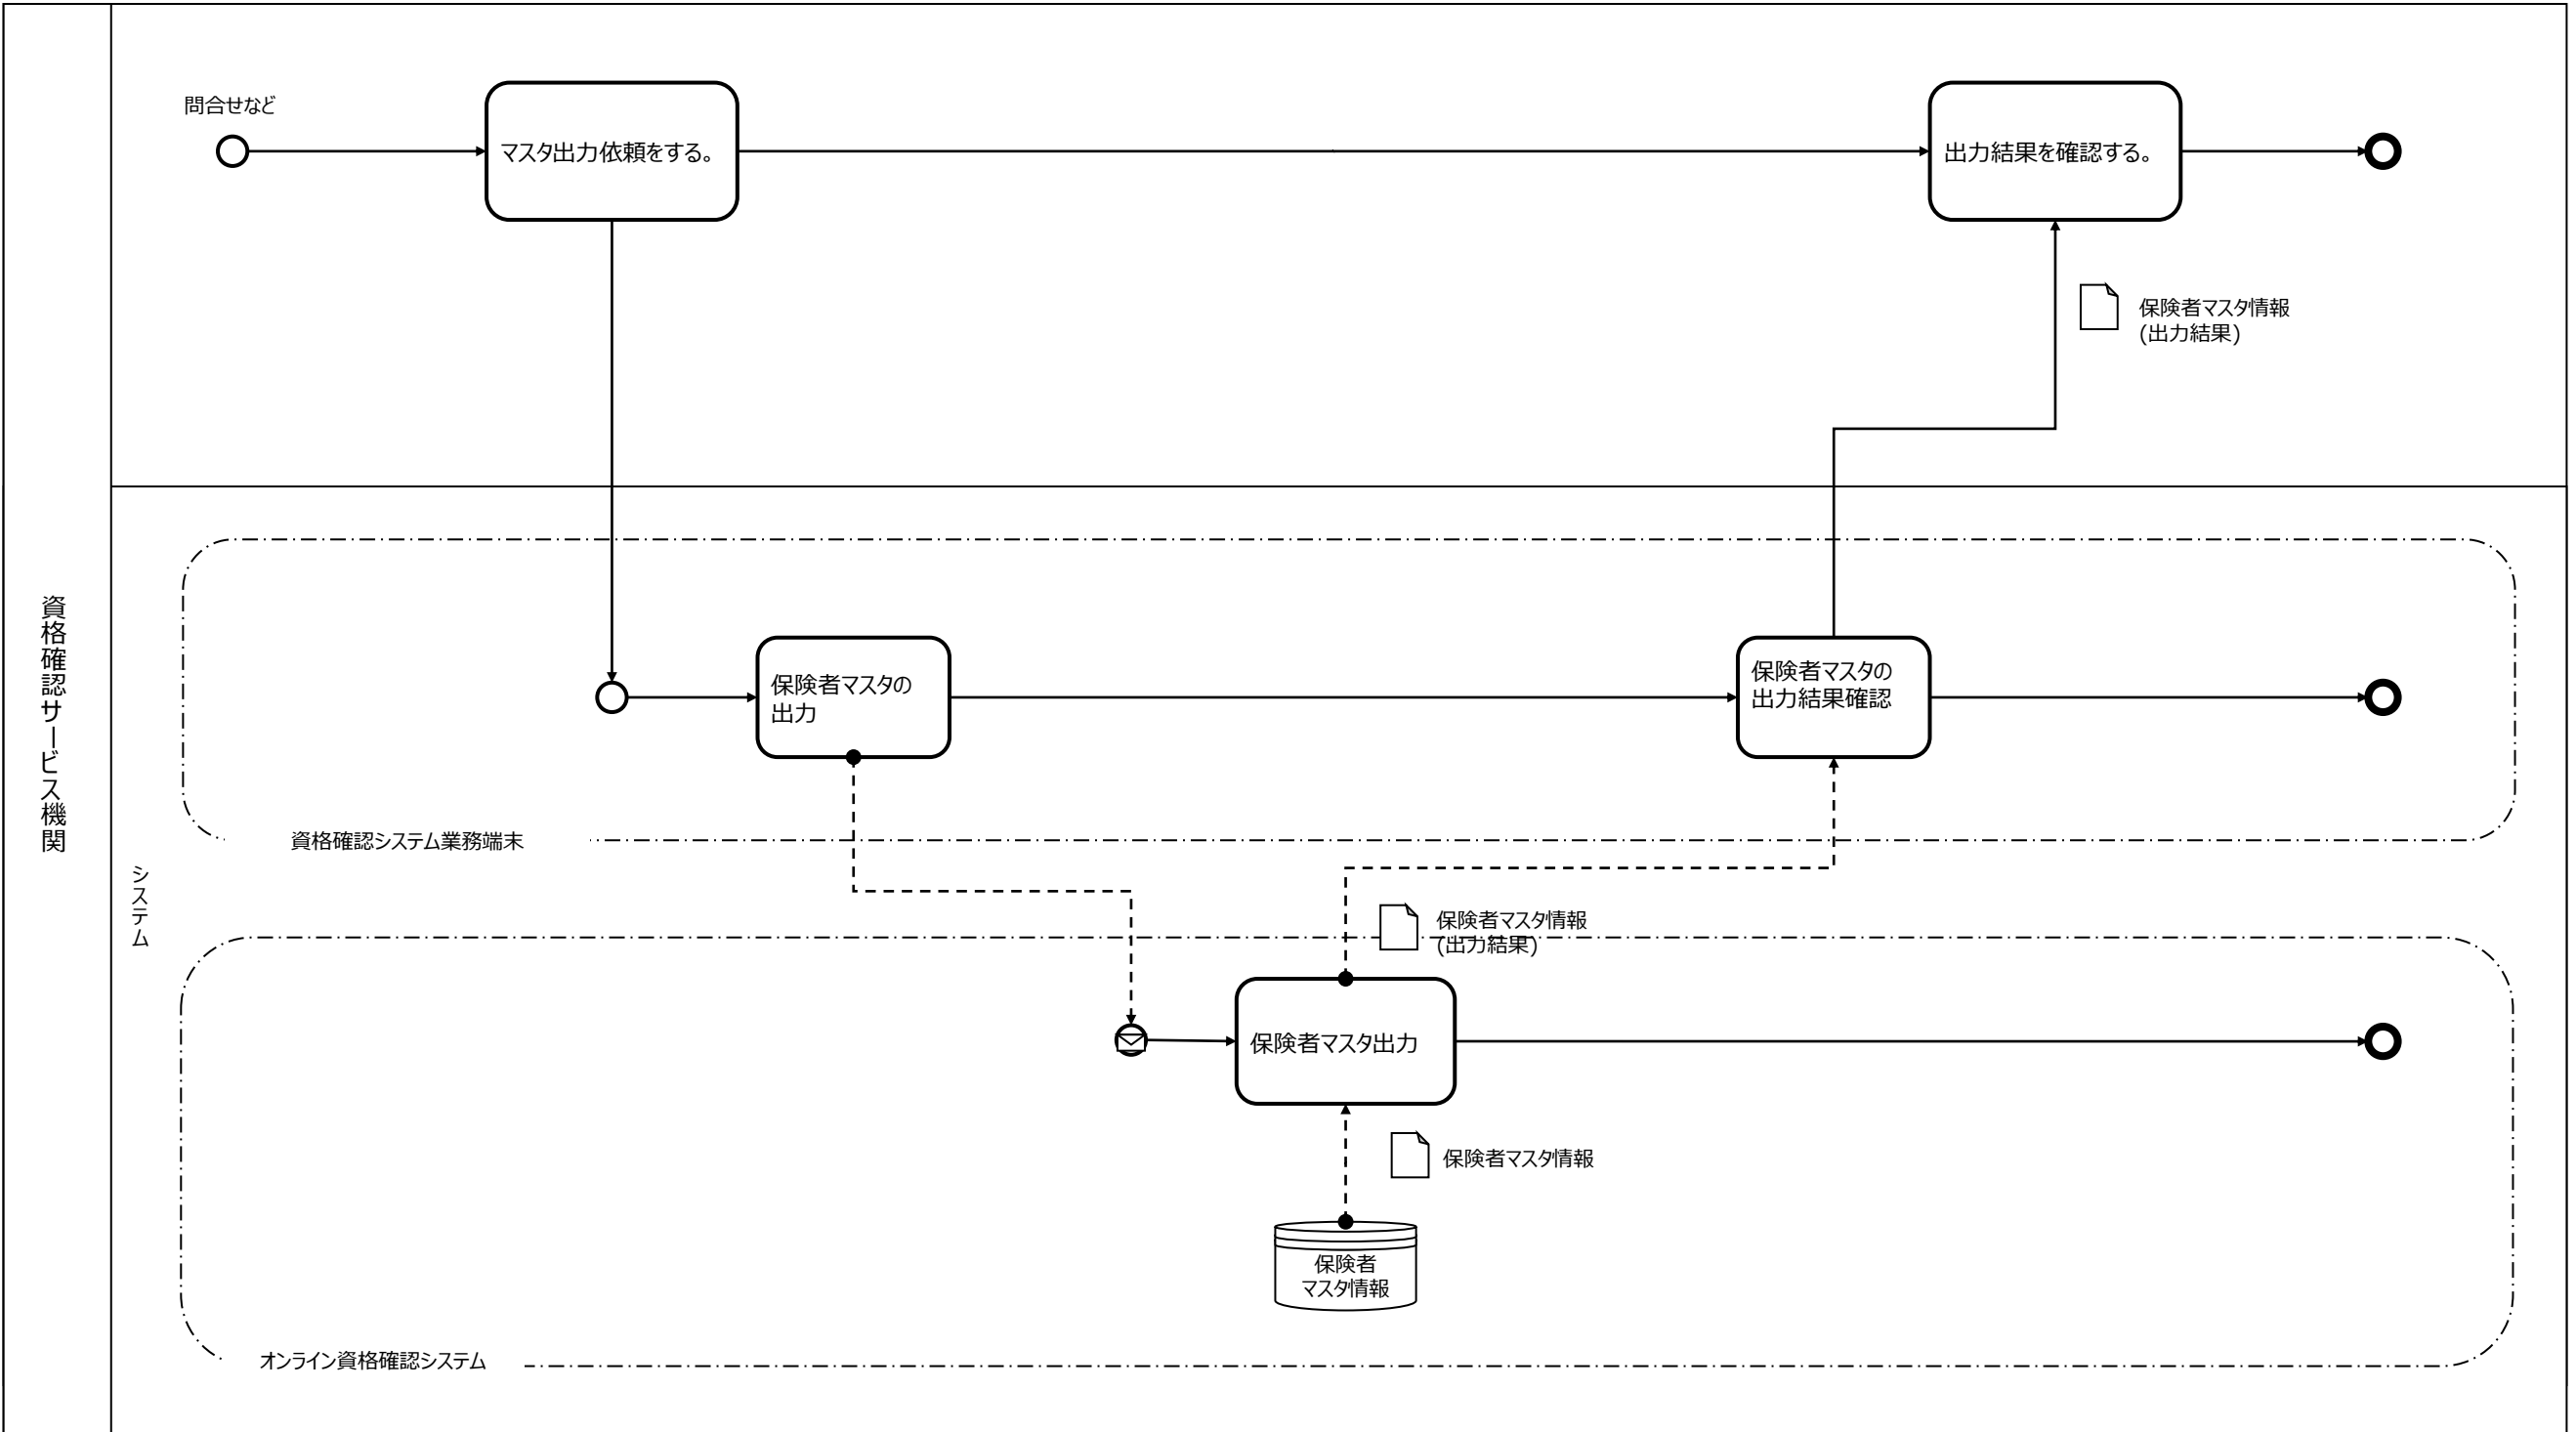 問合せなど
マスタ出力依頼をする。
出力結果を確認する。
保険者マスタ情報
(出力結果)
資格確認サービス機関
保険者マスタの
出力
保険者マスタの
出力結果確認
資格確認システム業務端末
システム
保険者マスタ情報
(出力結果)
保険者マスタ出力
保険者マスタ情報
保険者
マスタ情報
オンライン資格確認システム